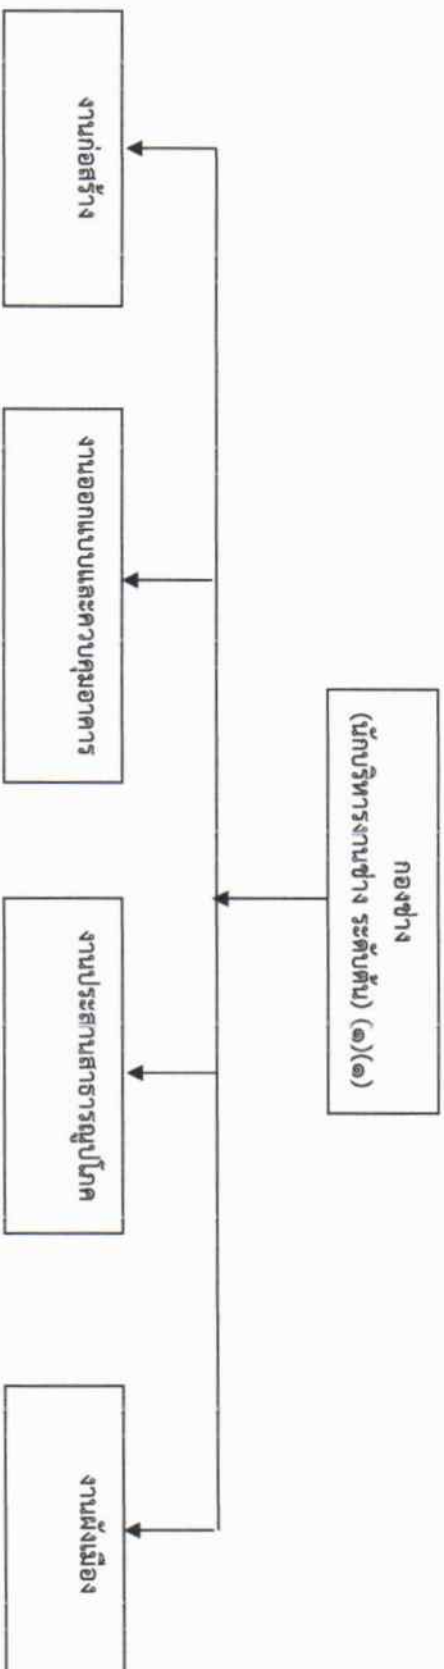 กองช่าง
(นักบริหารงานช่าง ระดับต้น) (๑)(๑)
งานก่อสร้าง
งานออกแบบและควบคุมอาคาร
งานประสานสาธารณูปโภค
งานผังเมือง